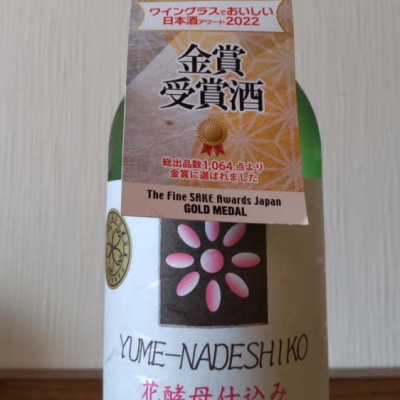 ワイングラスでおいしい
日本酒アワード2022
金賞
受賞酒
総出品数1,064点より
金賞に選ばれました
The Fine SAKE Awards Japan
GOLD MEDAL
YUME-NADESHIKO
花酵母仕込み